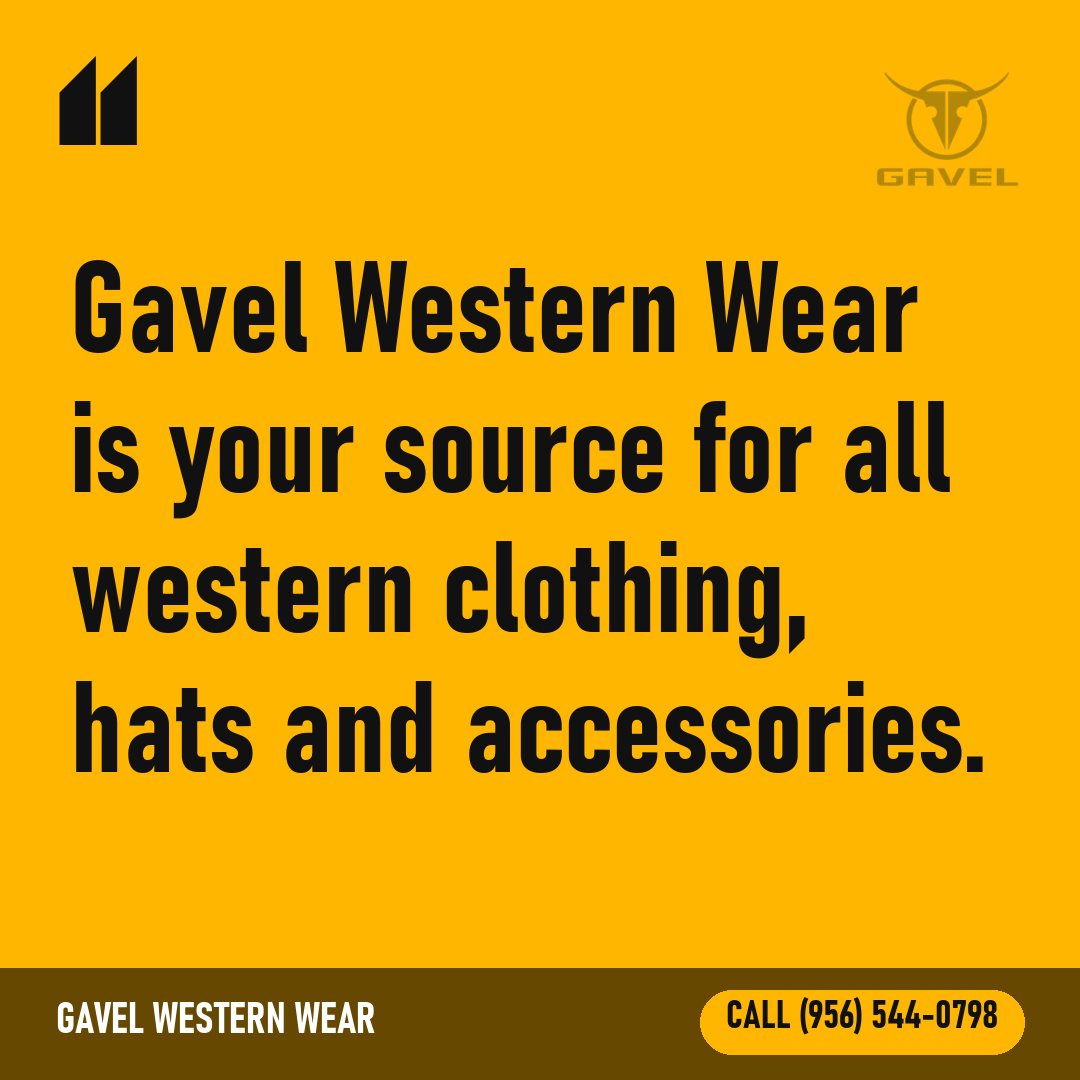 “
GAVEL
Gavel Western Wear
is your source for all
western clothing,
hats and accessories.
GAVEL WESTERN WEAR
CALL (956) 544-0798